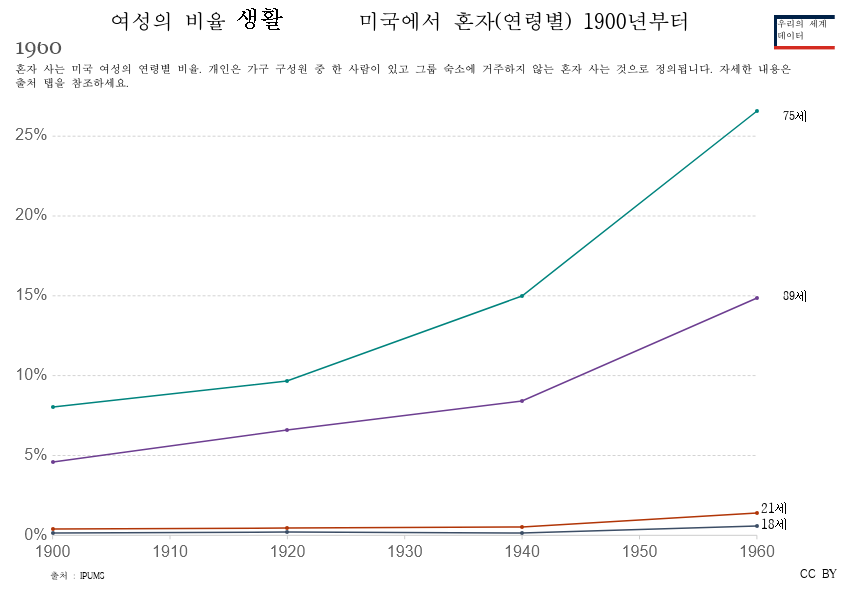 여성의 비율 생활 미국에서 혼자(연령별) 1900년부터
1960
우리의 세계
데이터
혼자 사는 미국 여성의 연령별 비율. 개인은 가구 구성원 중 한 사람이 있고 그룹 숙소에 거주하지 않는 혼자 사는 것으로 정의됩니다. 자세한 내용은
출처 탭을 참조하세요.
75세
25%
20%
15%
89세
10%
5%
21세
18세
0%
1900 1910 1920 1930 1940 1950 1960
출처 : IPUMS
CC BY